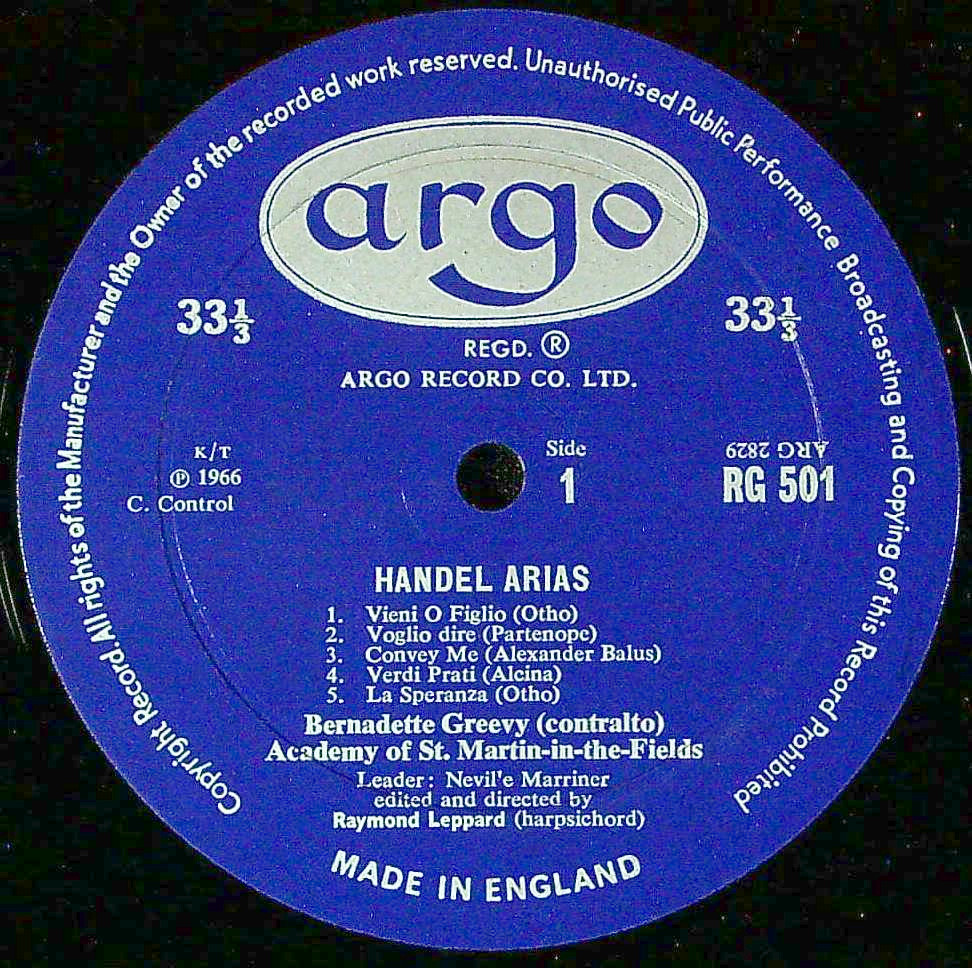 Copyright Record. All rights of the Manufacturer and the Owner of the recorded work reserved. Unauthorised Public Performance Broadcasting and Copying of this Record Prohibited
argo
33⅓
33⅓
REGD. ®
ARGO RECORD CO. LTD.
K/T
℗ 1966
C. Control
Side
1
ARG 2829
RG 501
HANDEL ARIAS
1. Vieni O Figlio (Otho)
2. Voglio dire (Partenope)
3. Convey Me (Alexander Balus)
4. Verdi Prati (Alcina)
5. La Speranza (Otho)
Bernadette Greevy (contralto)
Academy of St. Martin-in-the-Fields
Leader: Nevil'e Marriner
edited and directed by
Raymond Leppard (harpsichord)
MADE IN ENGLAND